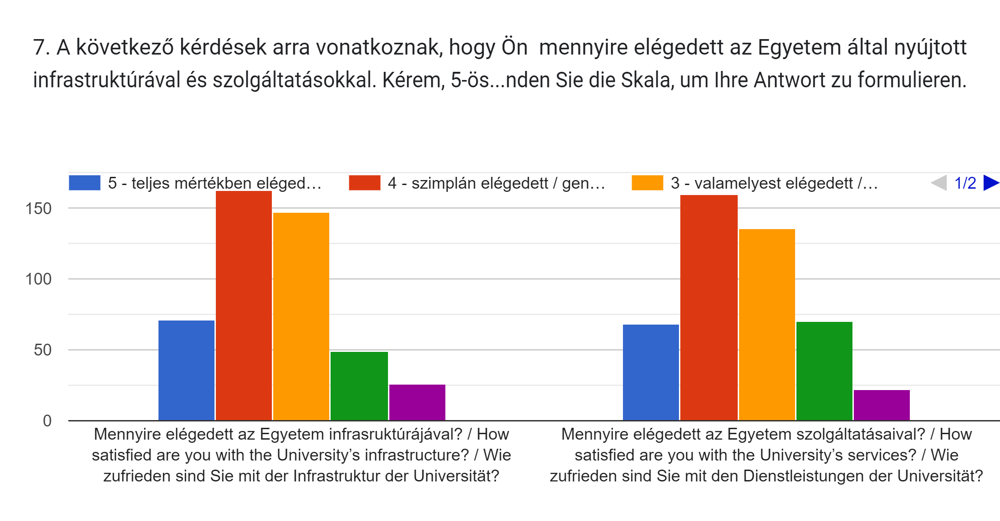 7. A következő kérdések arra vonatkoznak, hogy Ön  mennyire elégedett az Egyetem által nyújtott
infrastruktúrával és szolgáltatásokkal. Kérem, 5-ös...nden Sie die Skala, um Ihre Antwort zu formulieren.
5 - teljes mértékben eléged…
4 - szimplán elégedett / gen…
3 - valamelyest elégedett /…
1/2
150
100
50
0
Mennyire elégedett az Egyetem infrasruktúrájával? / How
satisfied are you with the University’s infrastructure? / Wie
zufrieden sind Sie mit der Infrastruktur der Universität?
Mennyire elégedett az Egyetem szolgáltatásaival? / How
satisfied are you with the University’s services? / Wie
zufrieden sind Sie mit den Dienstleistungen der Universität?